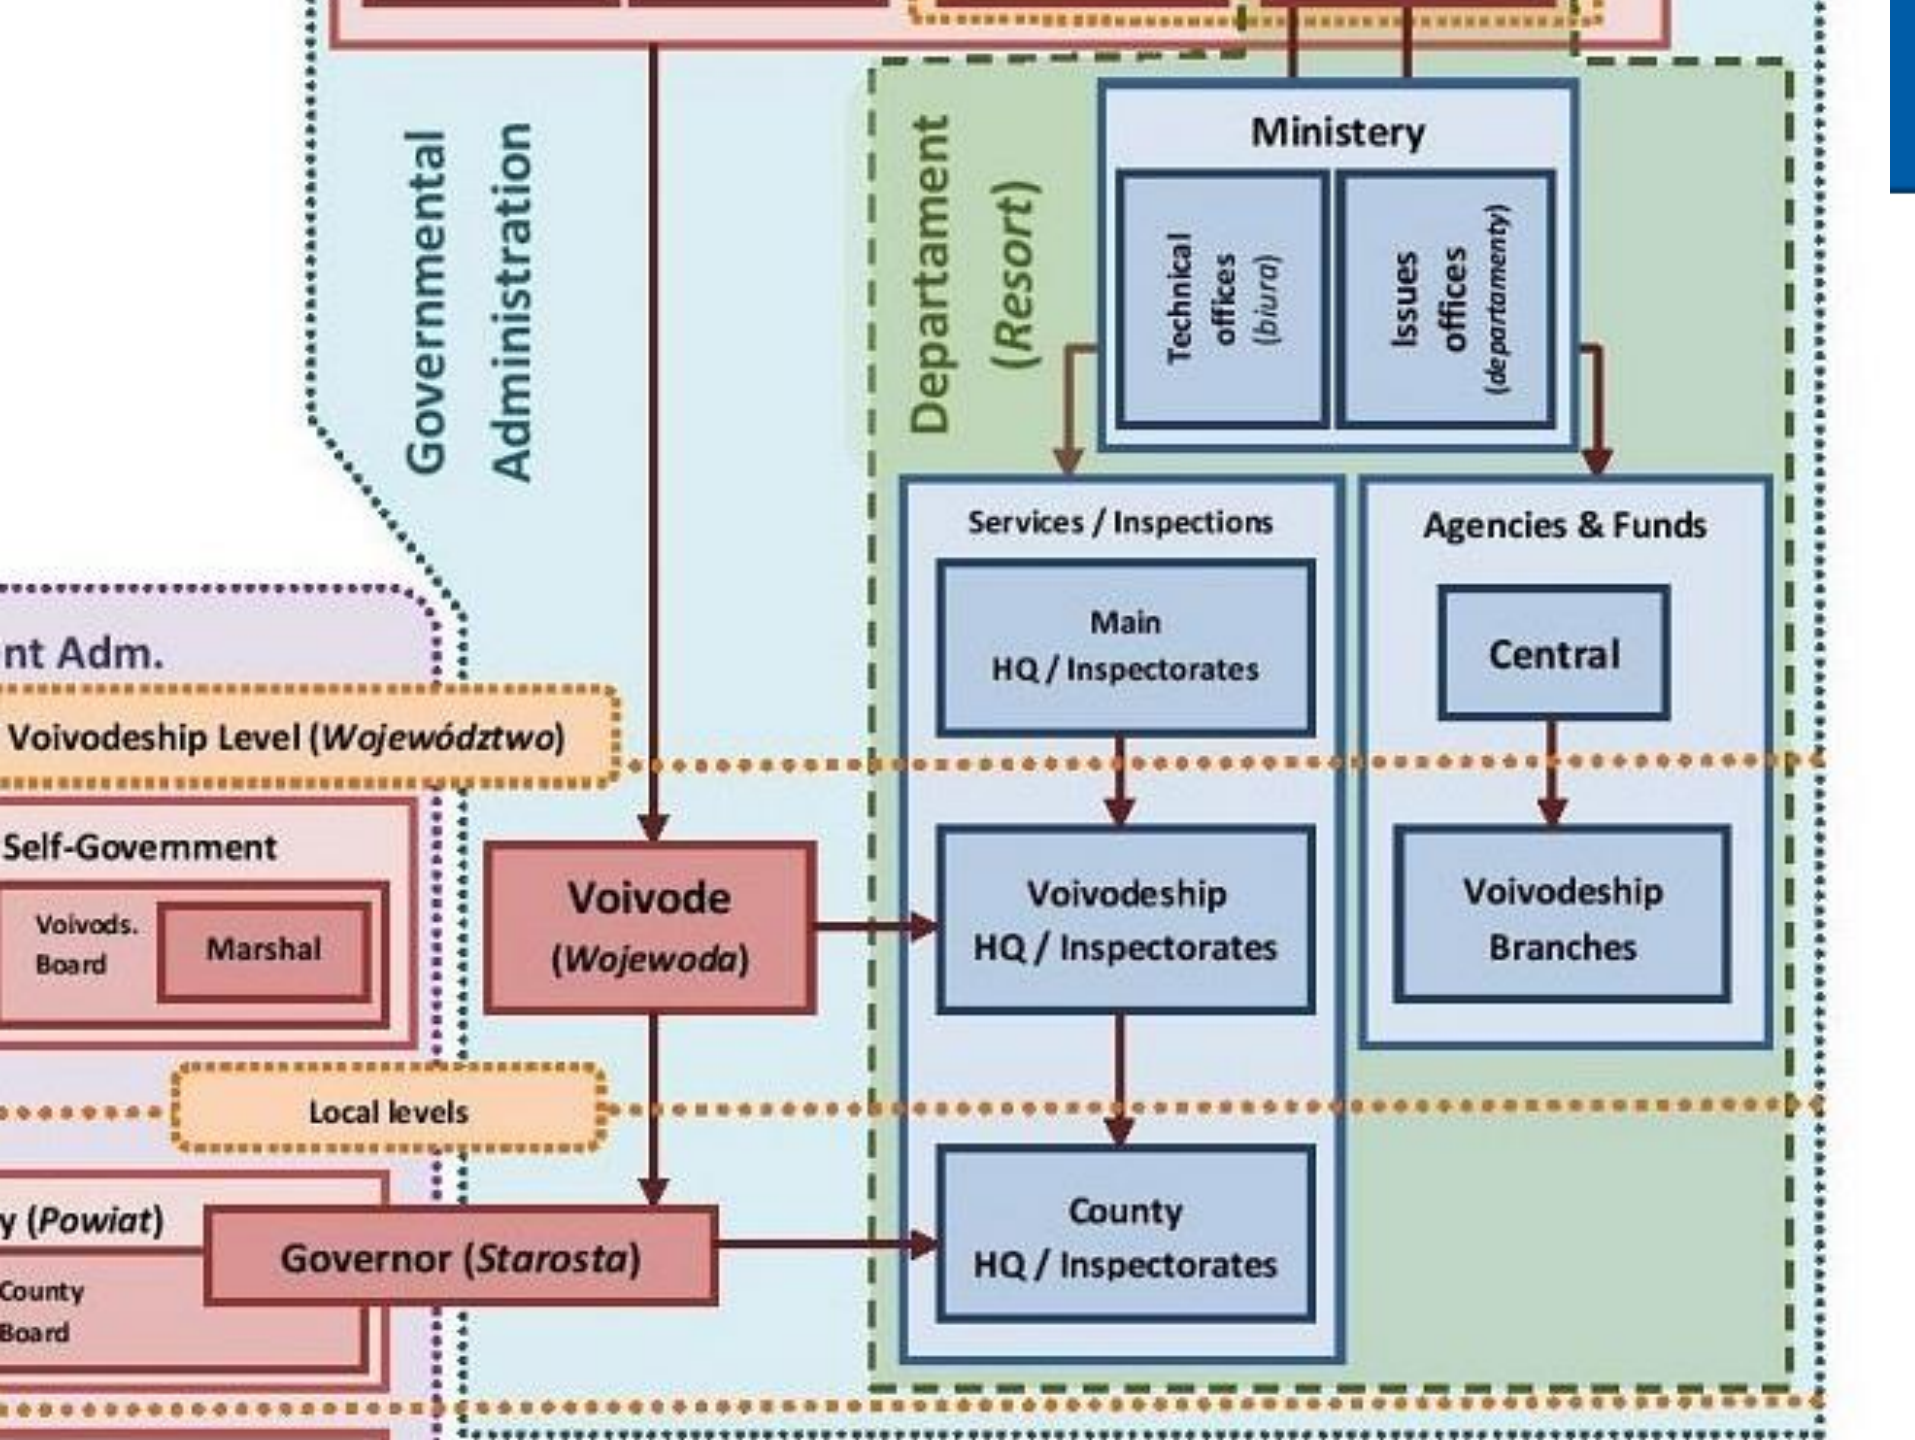 Governmental
Administration
Departament
(Resort)
Ministery
Technical
offices
(biura)
Issues
offices
(departamenty)
Services / Inspections
Main
HQ / Inspectorates
Agencies & Funds
Central
nt Adm.
Voivodeship Level (Województwo)
Self-Government
Voivods.
Board
Marshal
Voivode
(Wojewoda)
Voivodeship
HQ / Inspectorates
Voivodeship
Branches
Local levels
y (Powiat)
Governor (Starosta)
County
Board
County
HQ / Inspectorates